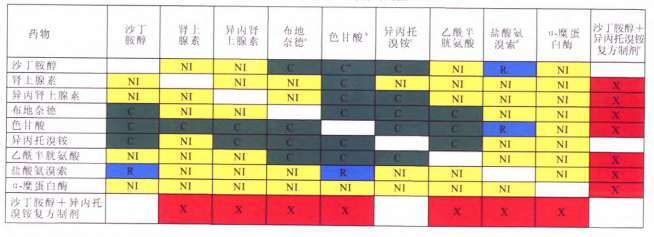 药物 沙丁胺醇 肾上腺素 异丙肾上腺素 布地奈德ᵃ 色甘酸ᵇ 异丙托溴铵ᶜ 乙酰半胱氨酸 盐酸氨溴索ᵈ α-糜蛋白酶 沙丁胺醇+异丙托溴铵复方制剂ᶜ
沙丁胺醇 NI NI C Cᶜ C NI R NI
肾上腺素 NI NI NI C NI NI NI NI X
异丙肾上腺素 NI NI NI C C NI NI NI X
布地奈德 C NI NI C C C NI NI X
色甘酸 C C C C C C R NI X
异丙托溴铵 C NI C C C C NI NI
乙酰半胱氨酸 NI NI NI C C C NI NI X
盐酸氨溴索 R NI NI NI R NI NI NI X
α-糜蛋白酶 NI NI NI NI NI NI NI NI X
沙丁胺醇+异丙托溴铵复方制剂 X X X X X X X